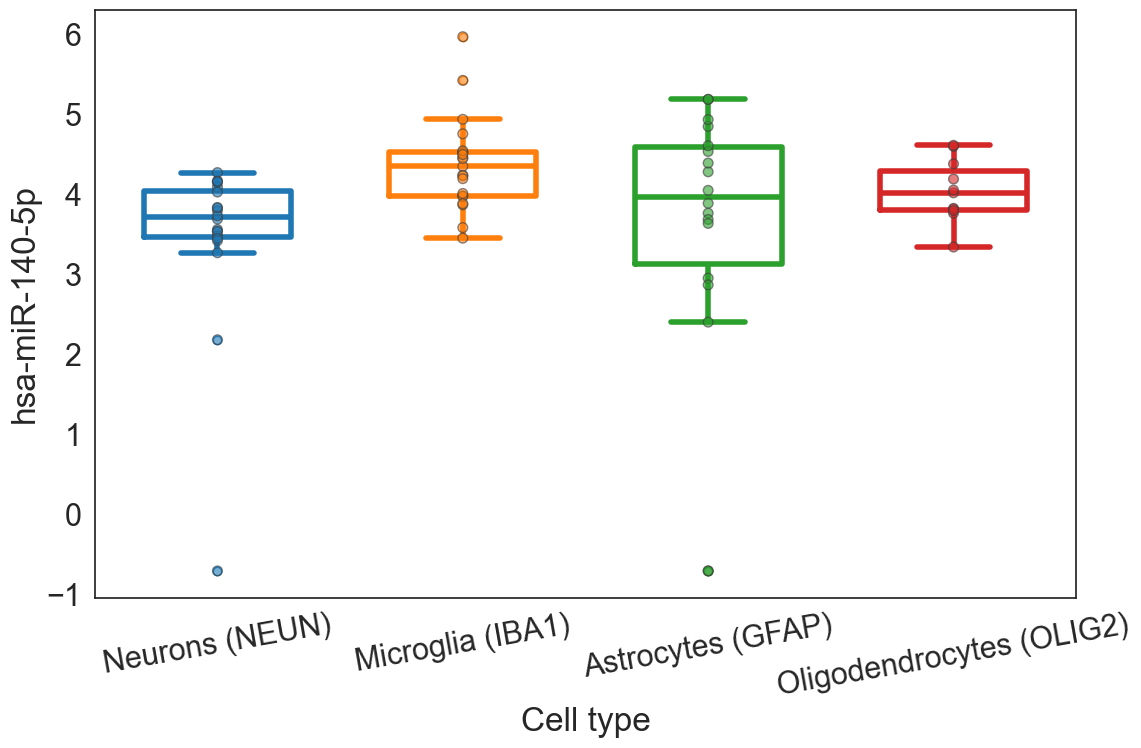 hsa-miR-140-5p
6
5
4
3
2
1
0
−1
Neurons (NEUN)
Microglia (IBA1)
Astrocytes (GFAP)
Oligodendrocytes (OLIG2)
Cell type